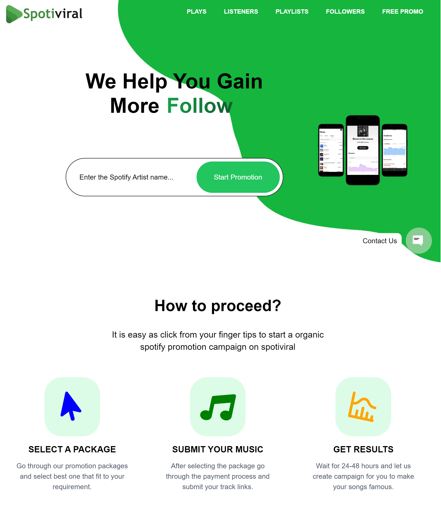 Spotiviral
PLAYS LISTENERS PLAYLISTS FOLLOWERS FREE PROMO
We Help You Gain
More Follow
Enter the Spotify Artist name...
Start Promotion
Contact Us
How to proceed?
It is easy as click from your finger tips to start a organic
spotify promotion campaign on spotiviral
SELECT A PACKAGE
Go through our promotion packages
and select best one that fit to your
requirement.
SUBMIT YOUR MUSIC
After selecting the package go
through the payment process and
submit your track links.
GET RESULTS
Wait for 24-48 hours and let us
create campaign for you to make
your songs famous.